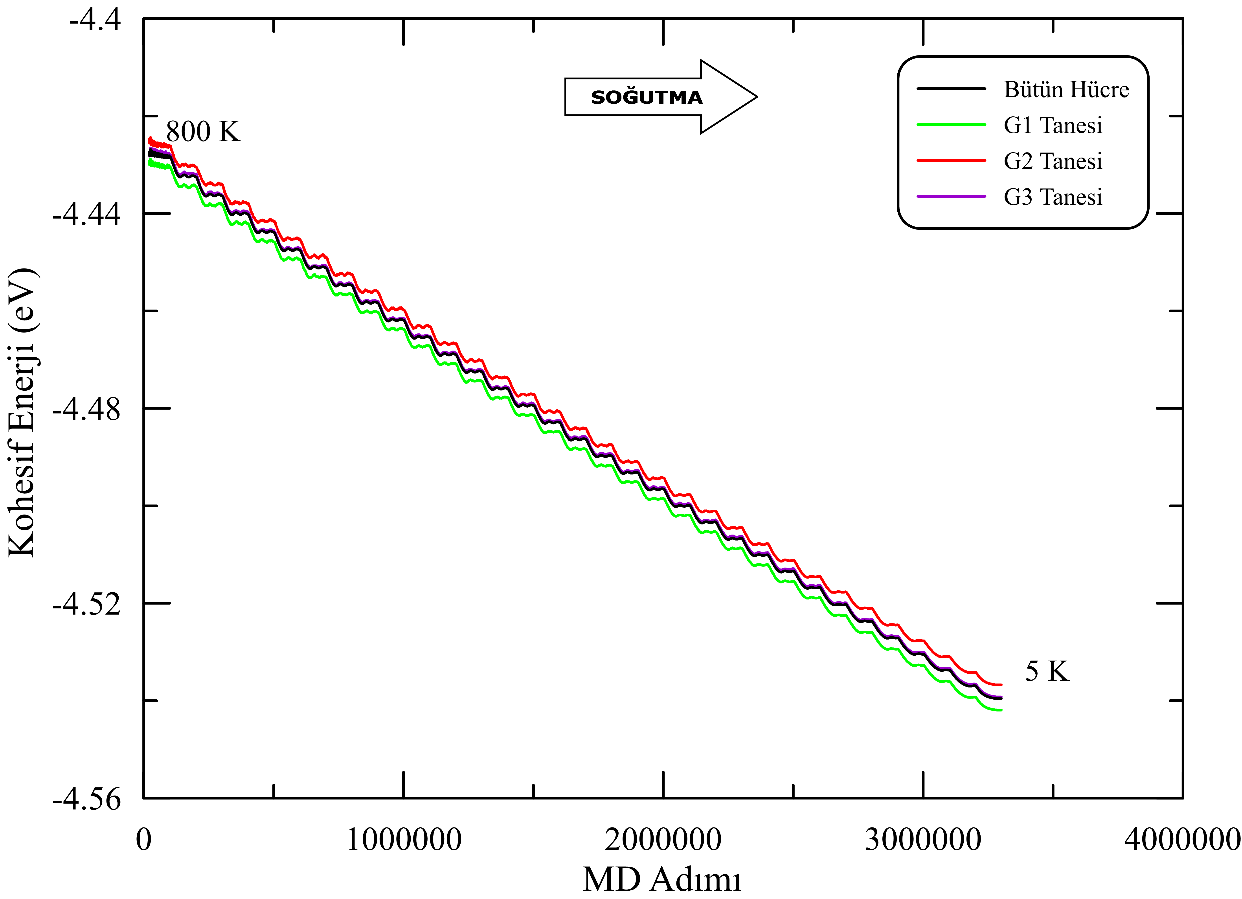 -4.4
-4.44
-4.48
-4.52
-4.56
Kohesif Enerji (eV)
800 K
SOĞUTMA
Bütün Hücre
G1 Tanesi
G2 Tanesi
G3 Tanesi
5 K
0
1000000
2000000
3000000
4000000
MD Adımı